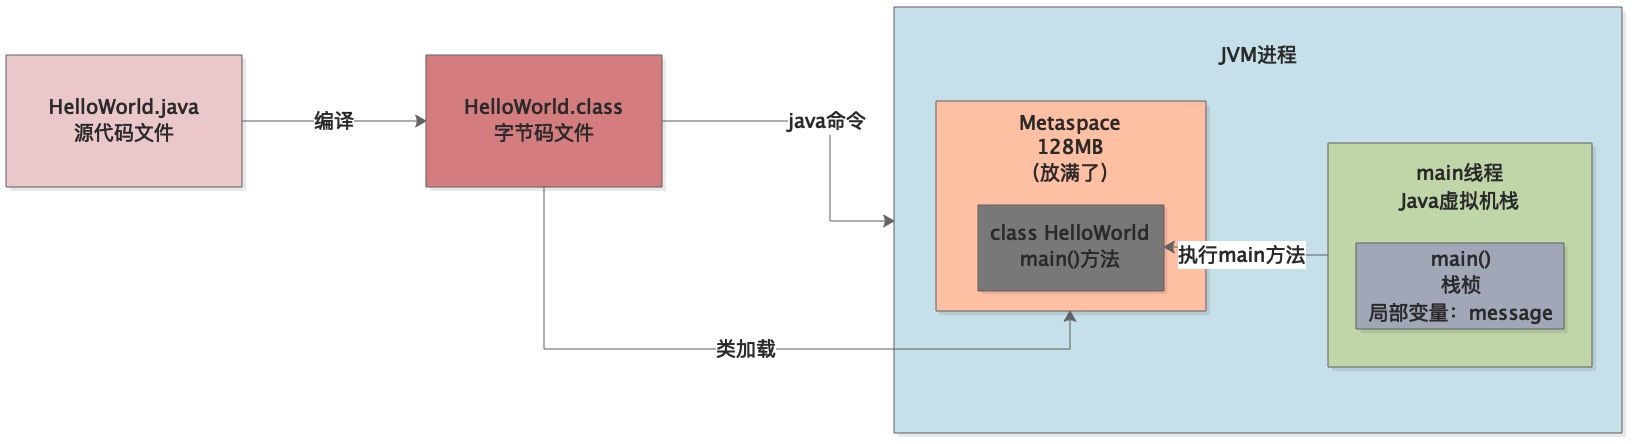 HelloWorld.java
源代码文件
编译
HelloWorld.class
字节码文件
java命令
类加载
JVM进程
Metaspace
128MB
(放满了)
class HelloWorld
main()方法
执行main方法
main线程
Java虚拟机栈
main()
栈桢
局部变量：message